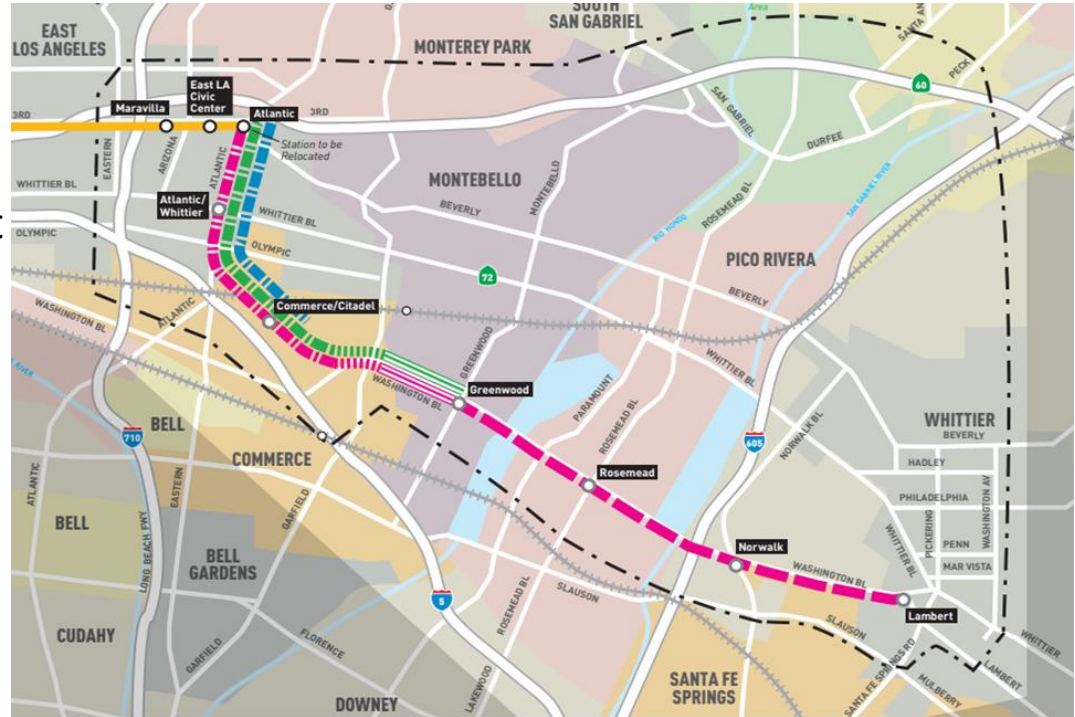 EAST
LOS ANGELES
MONTEREY PARK
SOUTH
SAN GABRIEL
Area
SANTA AN
PECK
60
3RD
Maravilla
East LA
Civic
Center
Atlantic
3RD
Station to be
Relocated
EASTERN
ARIZONA
ATLANTIC
SAN GABRIEL
DURFEE
WHITTIER BL
Atlantic/
Whittier
WHITTIER BL
MONTEBELLO
MONTEBELLO
BEVERLY
ROSEMEAD BL
RIO HONDO
SAN GABRIEL RIVER
OLYMPIC
OLYMPIC
72
PICO RIVERA
BEVERLY
Commerce/Citadel
WASHINGTON BL
ATLANTIC
GREENWOOD
WHITTIER BL
RIVER
WASHINGTON BL
Greenwood
PARAMOUNT
ROSEMEAD BL
605
NORWALK BL
WHITTIER
BEVERLY
710
BELL
COMMERCE
HADLEY
ATLANTIC
EASTERN
GARFIELD
Rosemead
PHILADELPHIA
WASHINGTON AV
PICKERING
WHITTIER BL
PENN
MAR VISTA
BELL
LONG BEACH FWY
BELL
GARDENS
Norwalk
WASHINGTON BL
SLAUSON
5
ROSEMEAD BL
Lambert
SLAUSON
WHITTIER
CUDAHY
GARFIELD
FLORENCE
LAKEWOOD
DOWNEY
SANTA FE
SPRINGS
SANTA FE SPRINGS RD
LAMBERT
MULBERRY